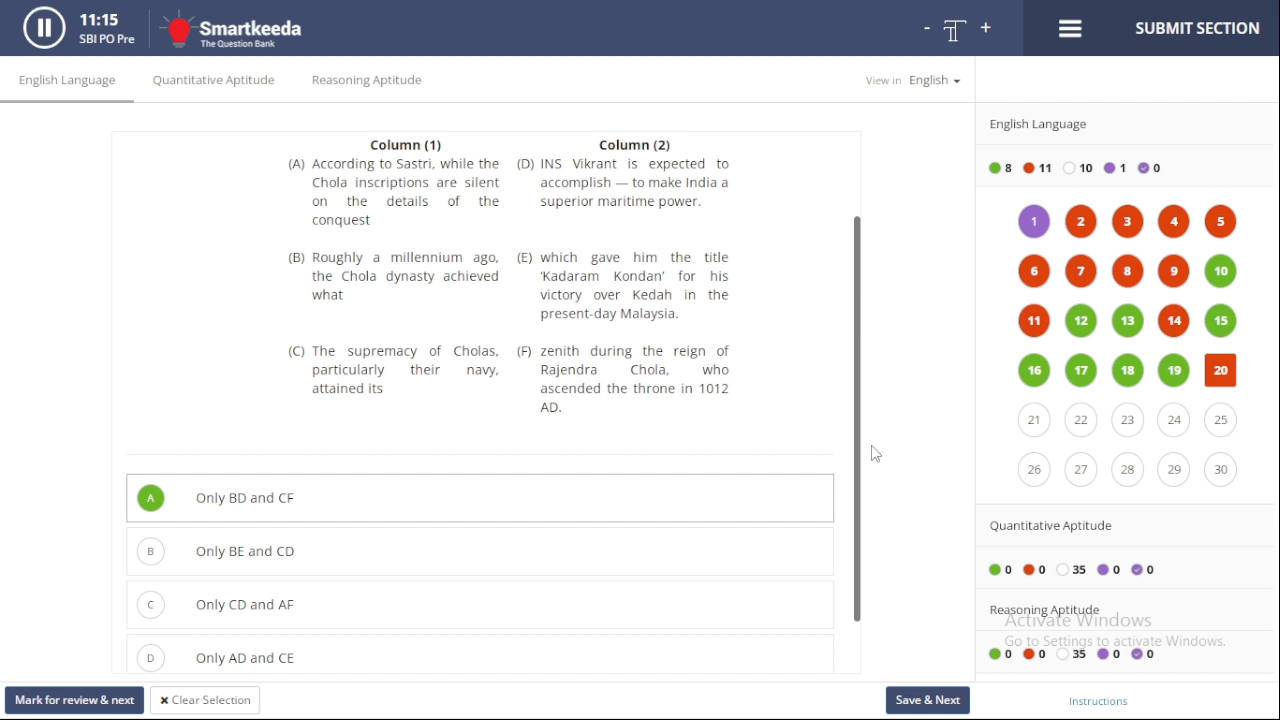 11:15
SBI PO Pre
Smartkeeda
The Question Bank
- T +
SUBMIT SECTION
English Language
Quantitative Aptitude
Reasoning Aptitude
View in English
Column (1)
(A) According to Sastri, while the
Chola inscriptions are silent
on the details of the
conquest
(B) Roughly a millennium ago,
the Chola dynasty achieved
what
(C) The supremacy of Cholas,
particularly their navy,
attained its
Column (2)
(D) INS Vikrant is expected to
accomplish — to make India a
superior maritime power.
(E) which gave him the title
‘Kadaram Kondan’ for his
victory over Kedah in the
present-day Malaysia.
(F) zenith during the reign of
Rajendra Chola, who
ascended the throne in 1012
AD.
A Only BD and CF
B Only BE and CD
C Only CD and AF
D Only AD and CE
Mark for review & next
✖ Clear Selection
Save & Next
English Language
8 11 10 1 0
1 2 3 4 5
6 7 8 9 10
11 12 13 14 15
16 17 18 19 20
21 22 23 24 25
26 27 28 29 30
Quantitative Aptitude
0 0 35 0 0
Reasoning Aptitude
0 0 35 0 0
Activate Windows
Go to Settings to activate Windows.
Instructions